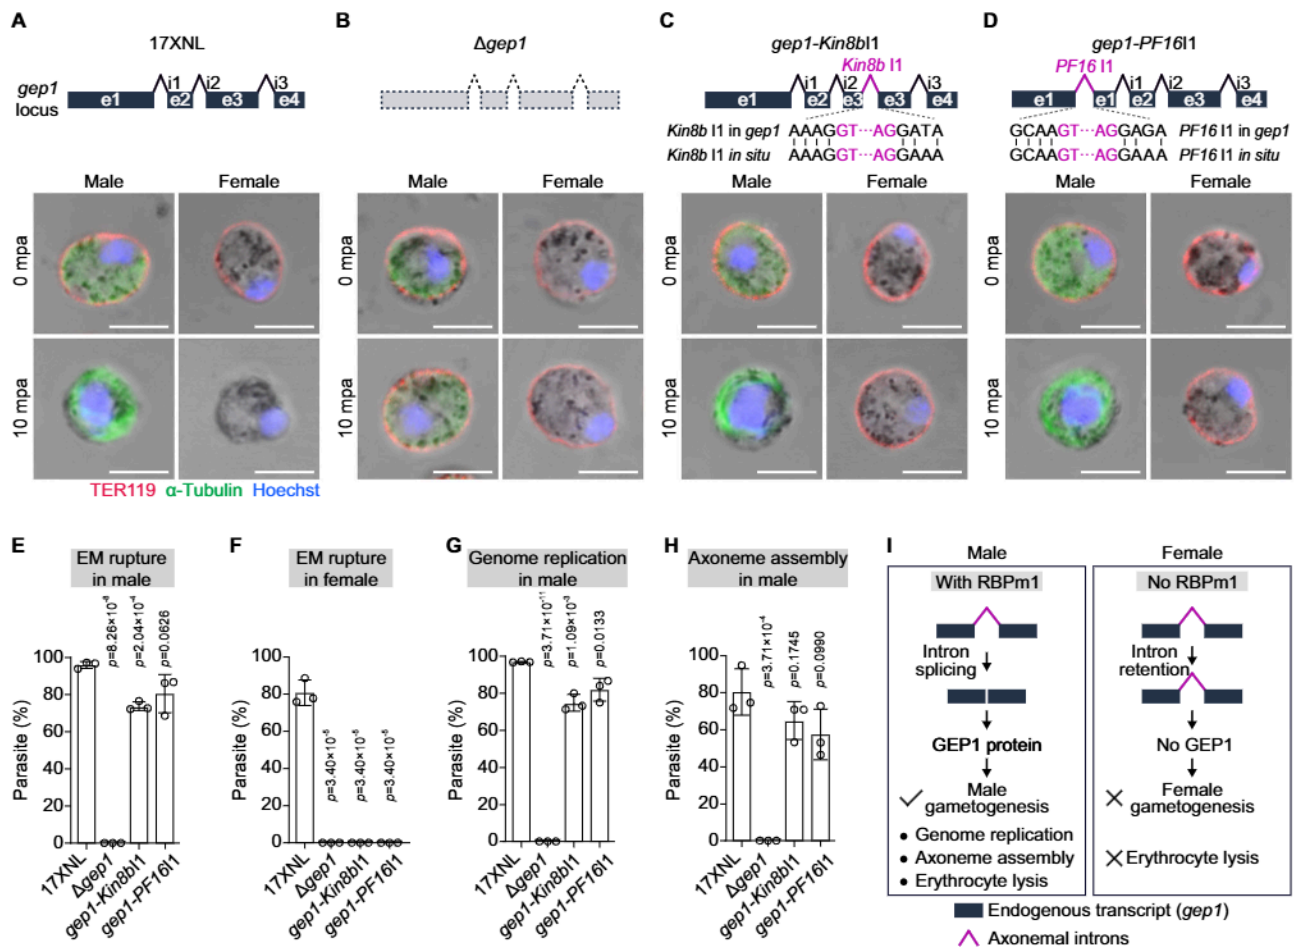 A
17XNL
gep1
locus
e1
i1
e2
i2
e3
i3
e4
Male
Female
0 mpa
10 mpa
TER119 α-Tubulin Hoechst
B
Δgep1
Male
Female
0 mpa
10 mpa
C
gep1-Kin8bI1
Kin8b I1
e1
i1
e2
i2
e3
e3
i3
e4
Kin8b I1 in gep1 AAAGGT···AGGATA
Kin8b I1 in situ AAAGGT···AGGAAA
Male
Female
0 mpa
10 mpa
D
gep1-PF16I1
PF16 I1
e1
e1
i1
e2
i2
e3
i3
e4
GCAAGT···AGGAGA PF16 I1 in gep1
GCAAGT···AGGAAA PF16 I1 in situ
Male
Female
0 mpa
10 mpa
E
EM rupture
in male
p=8.26×10⁻⁸
p=2.04×10⁻⁴
p=0.0626
Parasite (%)
100
80
60
40
20
0
17XNL
Δgep1
gep1-Kin8bI1
gep1-PF16I1
F
EM rupture
in female
p=3.40×10⁻⁵
p=3.40×10⁻⁵
p=3.40×10⁻⁵
Parasite (%)
100
80
60
40
20
0
17XNL
Δgep1
gep1-Kin8bI1
gep1-PF16I1
G
Genome replication
in male
p=3.71×10⁻¹¹
p=1.09×10⁻³
p=0.0133
Parasite (%)
100
80
60
40
20
0
17XNL
Δgep1
gep1-Kin8bI1
gep1-PF16I1
H
Axoneme assembly
in male
p=3.71×10⁻⁴
p=0.1745
p=0.0990
Parasite (%)
100
80
60
40
20
0
17XNL
Δgep1
gep1-Kin8bI1
gep1-PF16I1
I
Male
With RBPm1
Intron
splicing
GEP1 protein
Male
gametogenesis
• Genome replication
• Axoneme assembly
• Erythrocyte lysis
Female
No RBPm1
Intron
retention
No GEP1
Female
gametogenesis
Erythrocyte lysis
Endogenous transcript (gep1)
Axonemal introns